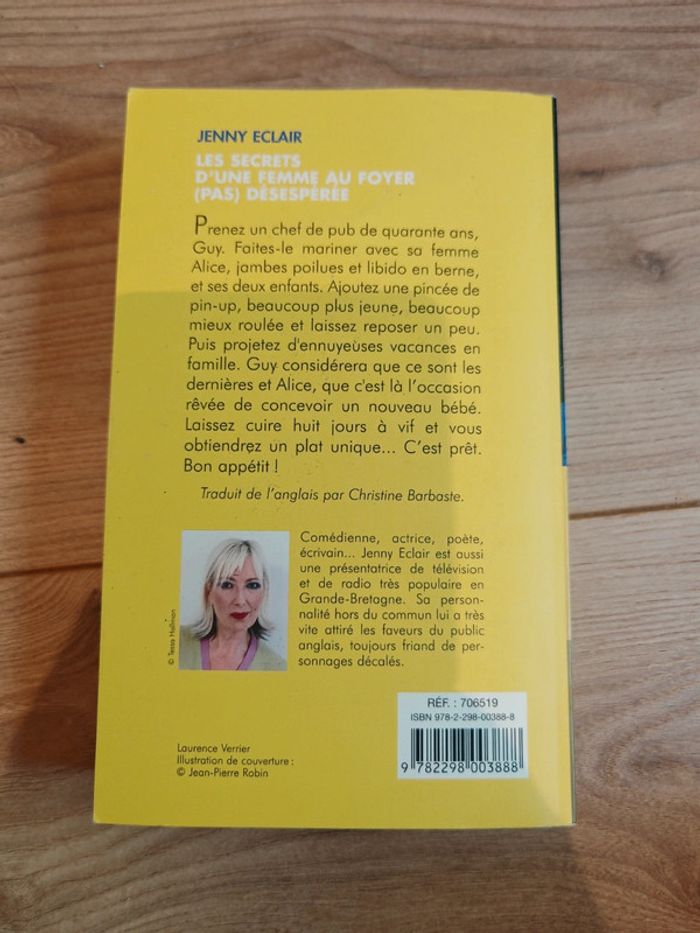 JENNY ECLAIR
LES SECRETS
D'UNE FEMME AU FOYER
(PAS) DÉSESPÉRÉE
Prenez un chef de pub de quarante ans,
Guy. Faites-le mariner avec sa femme
Alice, jambes poilues et libido en berne,
et ses deux enfants. Ajoutez une pincée de
pin-up, beaucoup plus jeune, beaucoup
mieux roulée et laissez reposer un peu.
Puis projetez d'ennuyeuses vacances en
famille. Guy considérera que ce sont les
dernières et Alice, que c'est là l'occasion
rêvée de concevoir un nouveau bébé.
Laissez cuire huit jours à vif et vous
obtiendrez un plat unique... C'est prêt.
Bon appétit !
Traduit de l'anglais par Christine Barbaste.
Comédienne, actrice, poète,
écrivain... Jenny Eclair est aussi
une présentatrice de télévision
et de radio très populaire en
Grande-Bretagne. Sa person-
nalité hors du commun lui a très
vite attiré les faveurs du public
anglais, toujours friand de per-
sonnages décalés.
© Tessa Hallman
RÉF. : 706519
ISBN 978-2-298-00388-8
9 782298 003888
Laurence Verrier
Illustration de couverture :
© Jean-Pierre Robin